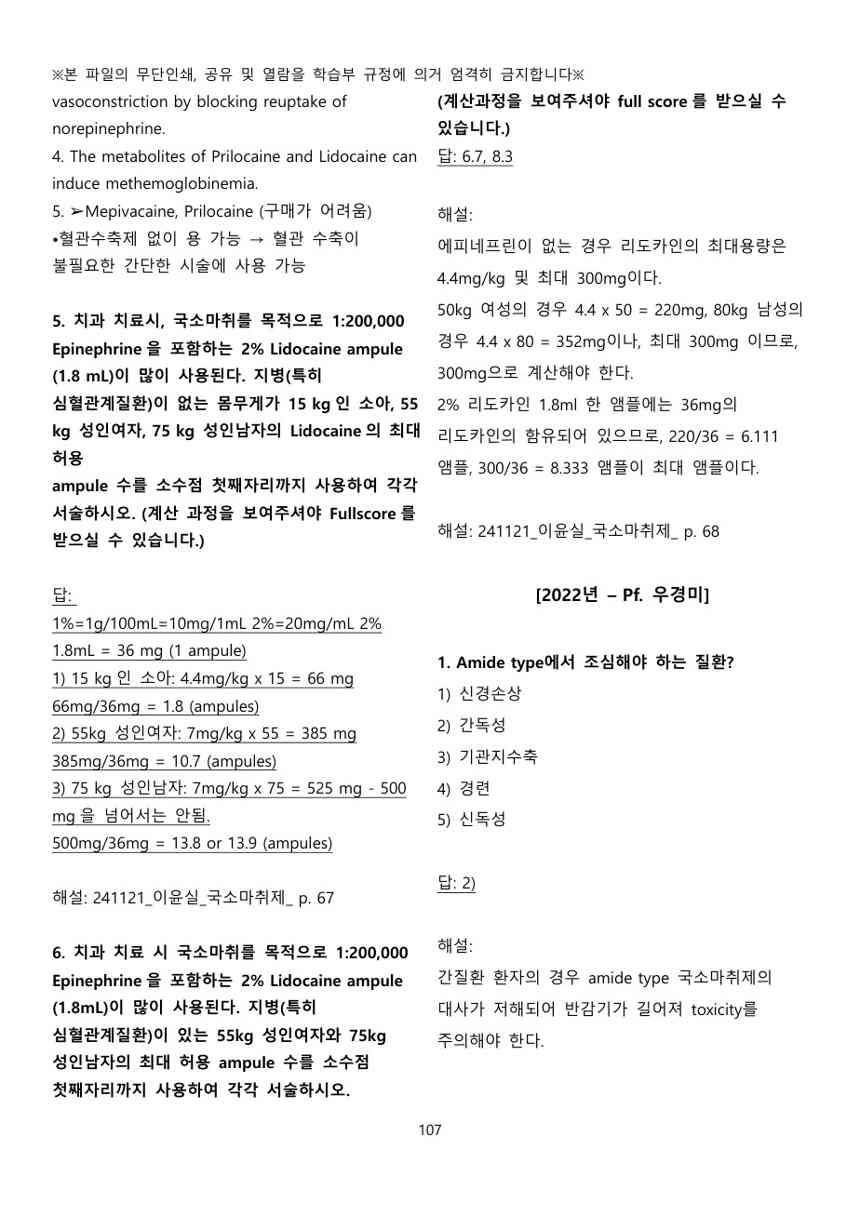 ※본 파일의 무단인쇄, 공유 및 열람을 학습부 규정에 의거 엄격히 금지합니다※
vasoconstriction by blocking reuptake of
norepinephrine.
4. The metabolites of Prilocaine and Lidocaine can
induce methemoglobinemia.
5. ➢Mepivacaine, Prilocaine (구매가 어려움)
•혈관수축제 없이 용 가능 → 혈관 수축이
불필요한 간단한 시술에 사용 가능
5. 치과 치료시, 국소마취를 목적으로 1:200,000
Epinephrine 을 포함하는 2% Lidocaine ampule
(1.8 mL)이 많이 사용된다. 지병(특히
심혈관계질환)이 없는 몸무게가 15 kg 인 소아, 55
kg 성인여자, 75 kg 성인남자의 Lidocaine 의 최대
허용
ampule 수를 소수점 첫째자리까지 사용하여 각각
서술하시오. (계산 과정을 보여주셔야 Fullscore 를
받으실 수 있습니다.)
답:
1%=1g/100mL=10mg/1mL 2%=20mg/mL 2%
1.8mL = 36 mg (1 ampule)
1) 15 kg 인 소아: 4.4mg/kg x 15 = 66 mg
66mg/36mg = 1.8 (ampules)
2) 55kg 성인여자: 7mg/kg x 55 = 385 mg
385mg/36mg = 10.7 (ampules)
3) 75 kg 성인남자: 7mg/kg x 75 = 525 mg - 500
mg 을 넘어서는 안됨.
500mg/36mg = 13.8 or 13.9 (ampules)
해설: 241121_이윤실_국소마취제_ p. 67
6. 치과 치료 시 국소마취를 목적으로 1:200,000
Epinephrine 을 포함하는 2% Lidocaine ampule
(1.8mL)이 많이 사용된다. 지병(특히
심혈관계질환)이 있는 55kg 성인여자와 75kg
성인남자의 최대 허용 ampule 수를 소수점
첫째자리까지 사용하여 각각 서술하시오.
(계산과정을 보여주셔야 full score 를 받으실 수
있습니다.)
답: 6.7, 8.3
해설:
에피네프린이 없는 경우 리도카인의 최대용량은
4.4mg/kg 및 최대 300mg이다.
50kg 여성의 경우 4.4 x 50 = 220mg, 80kg 남성의
경우 4.4 x 80 = 352mg이나, 최대 300mg 이므로,
300mg으로 계산해야 한다.
2% 리도카인 1.8ml 한 앰플에는 36mg의
리도카인의 함유되어 있으므로, 220/36 = 6.111
앰플, 300/36 = 8.333 앰플이 최대 앰플이다.
해설: 241121_이윤실_국소마취제_ p. 68
[2022년 – Pf. 우경미]
1. Amide type에서 조심해야 하는 질환?
1) 신경손상
2) 간독성
3) 기관지수축
4) 경련
5) 신독성
답: 2)
해설:
간질환 환자의 경우 amide type 국소마취제의
대사가 저해되어 반감기가 길어져 toxicity를
주의해야 한다.
107